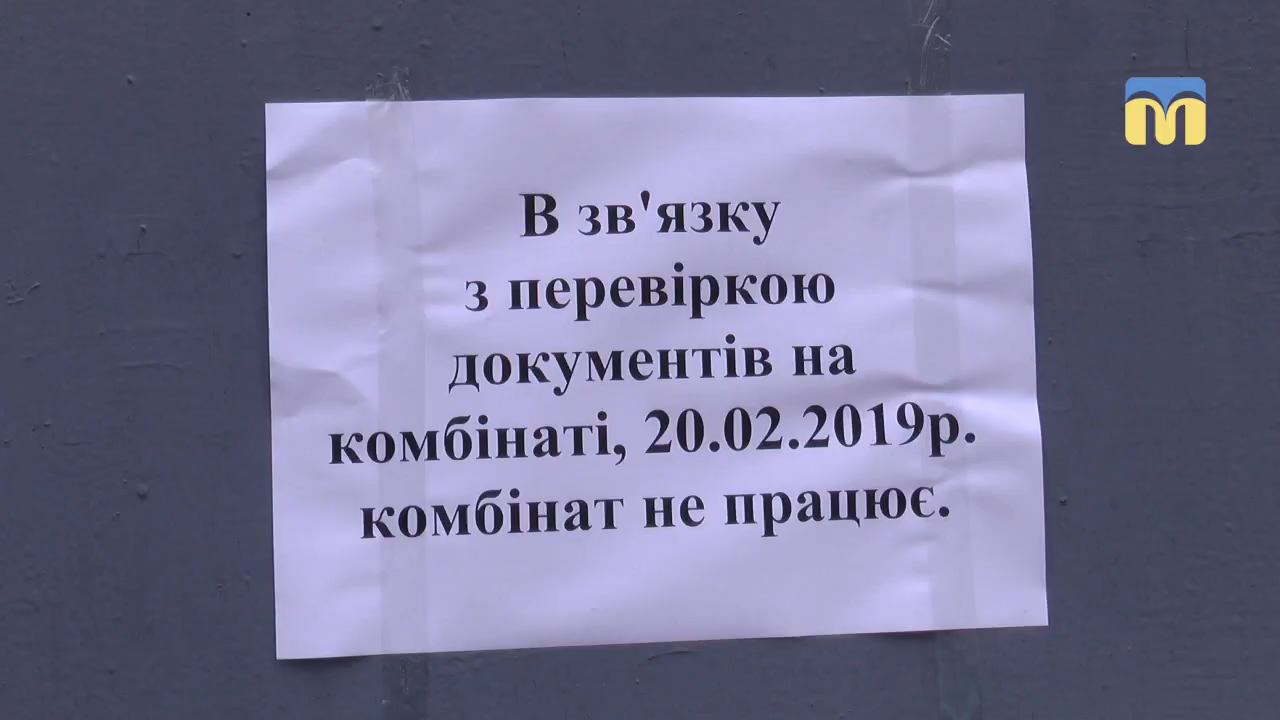 В зв'язку
з перевіркою
документів на
комбінаті, 20.02.2019р.
комбінат не працює.